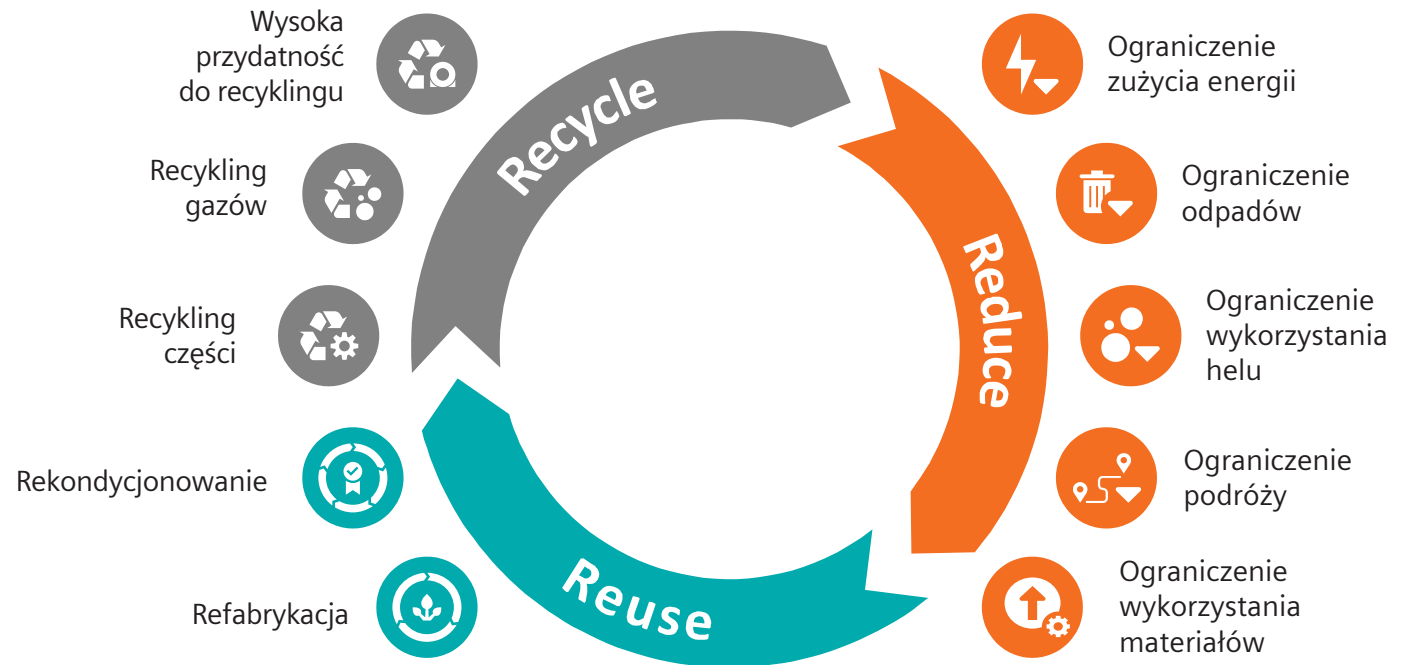 Wysoka
przydatność
do recyklingu
Recykling
gazów
Recykling
części
Rekondycjonowanie
Refabrykacja
Recycle
Reduce
Reuse
Ograniczenie
zużycia energii
Ograniczenie
odpadów
Ograniczenie
wykorzystania
helu
Ograniczenie
podróży
Ograniczenie
wykorzystania
materiałów